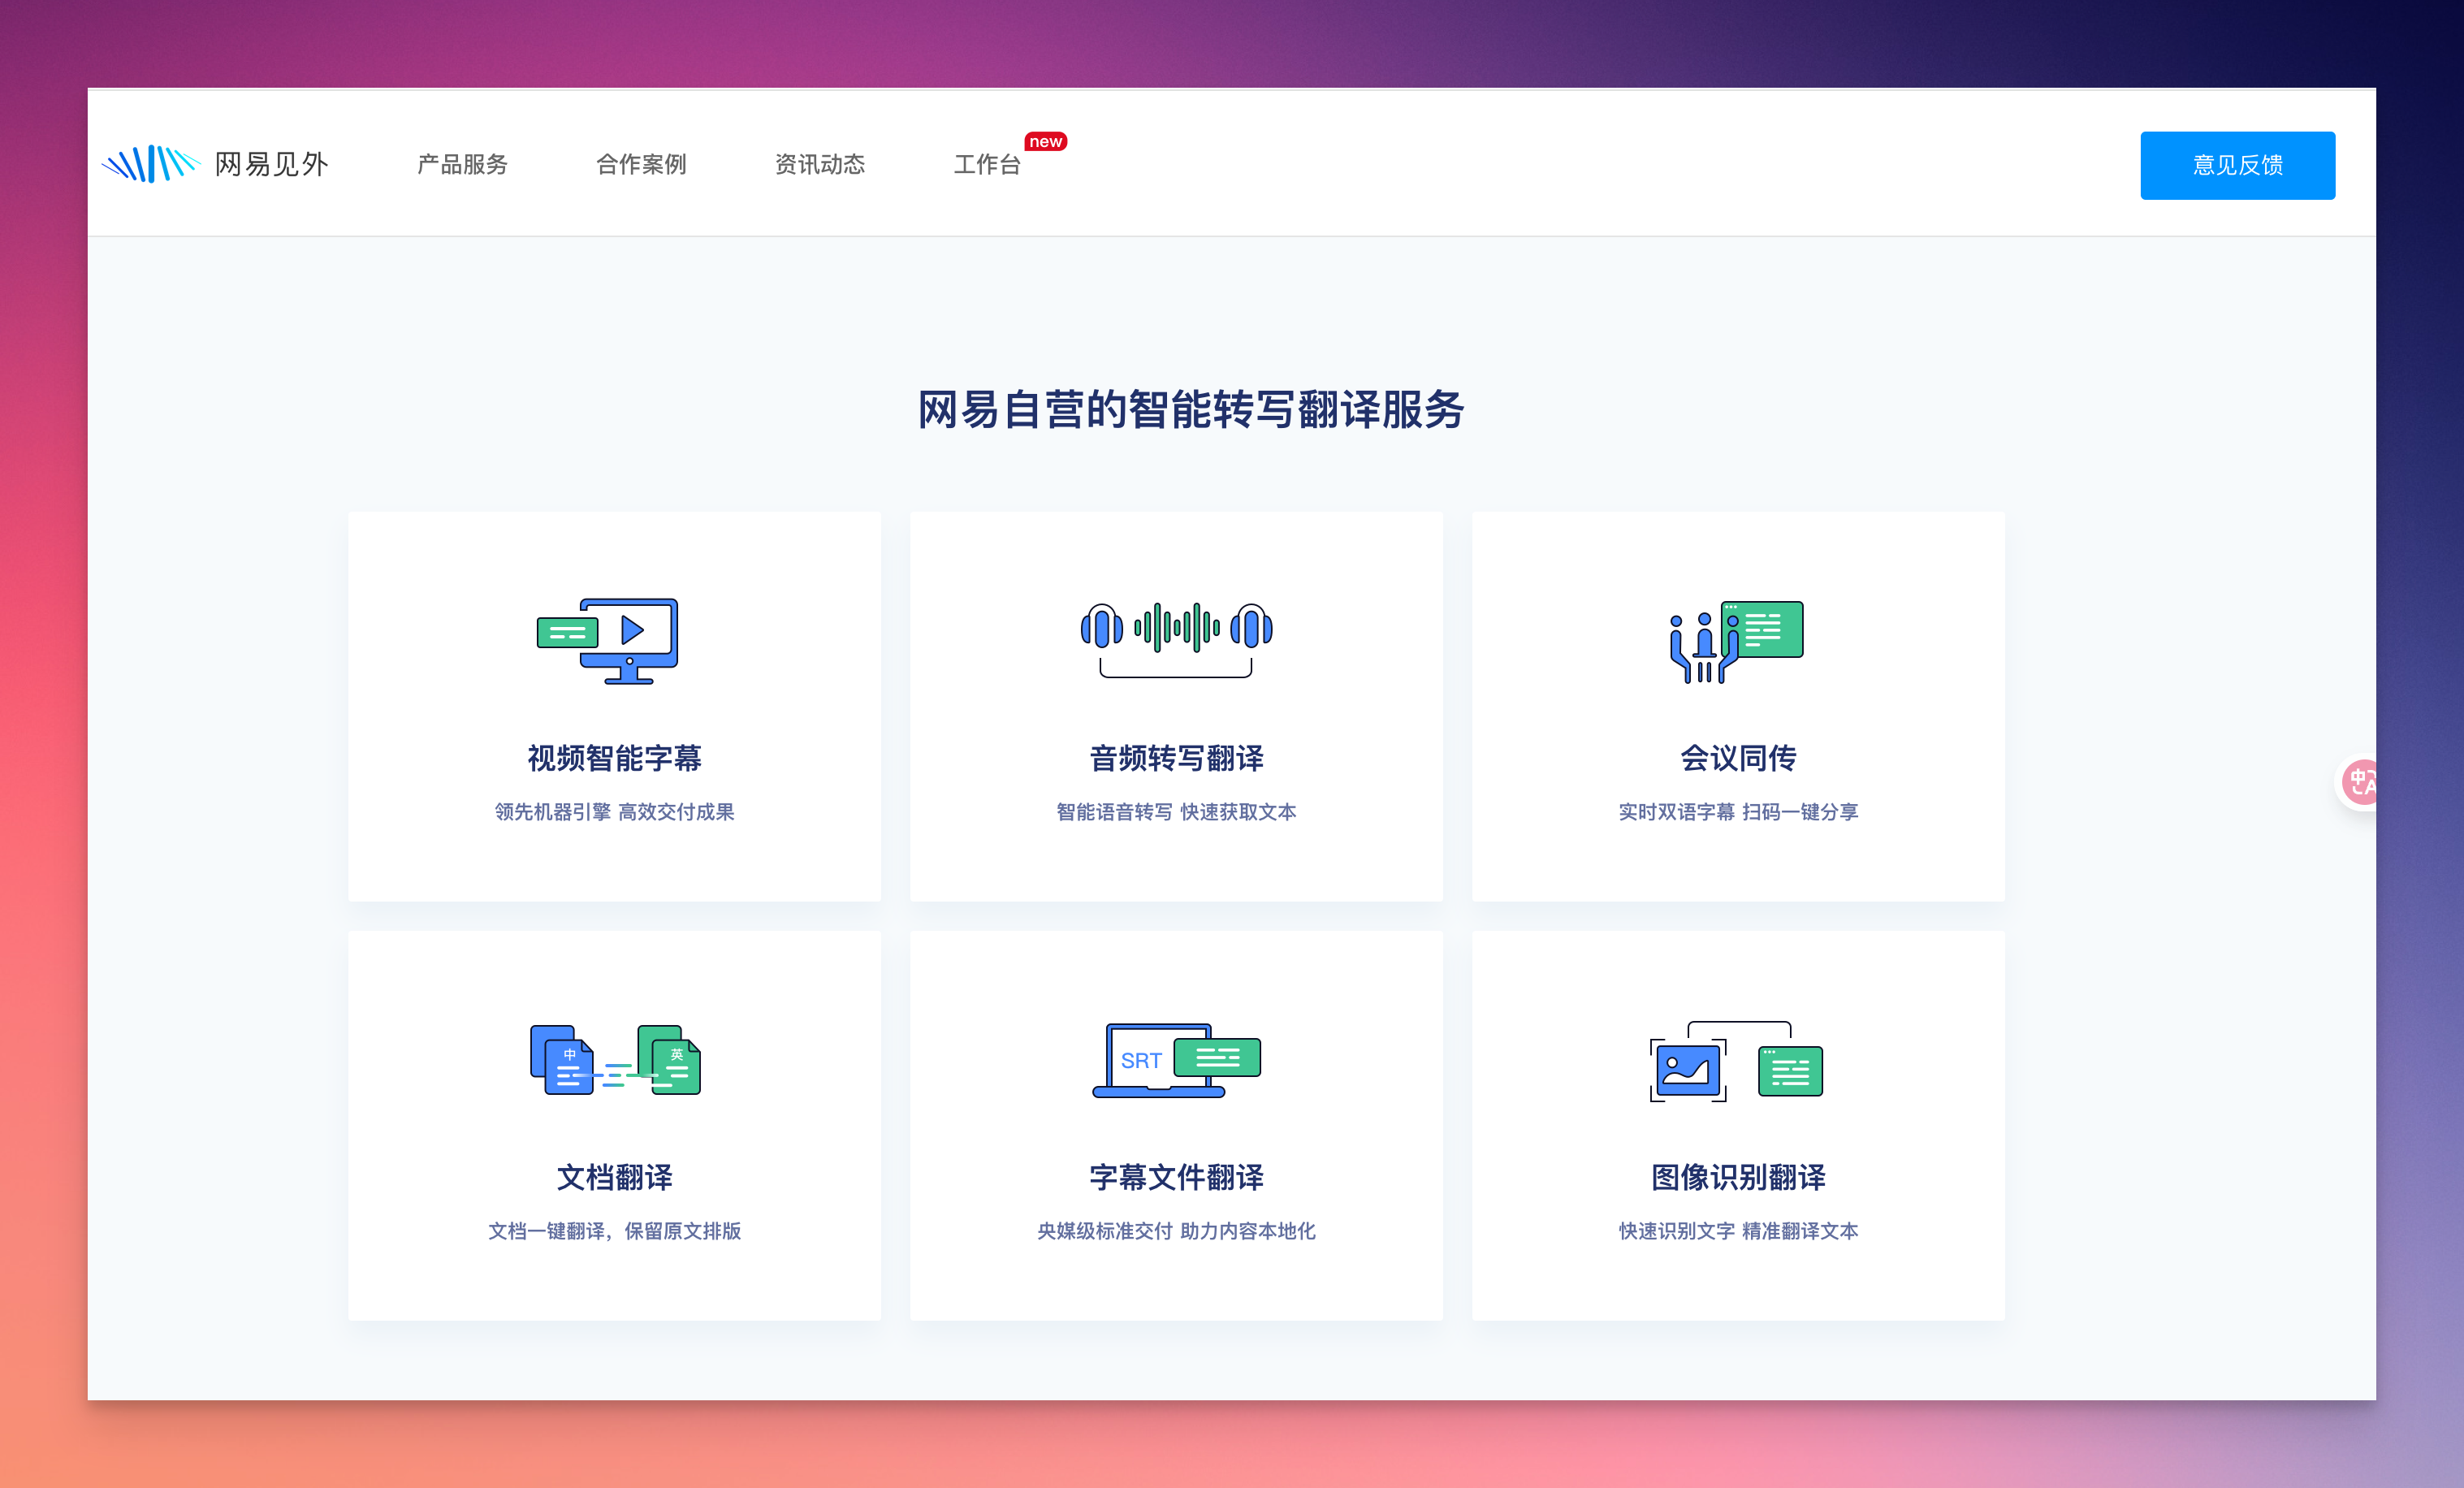 网易见外
产品服务
合作案例
资讯动态
工作台
new
意见反馈
网易自营的智能转写翻译服务
视频智能字幕
领先机器引擎 高效交付成果
音频转写翻译
智能语音转写 快速获取文本
会议同传
实时双语字幕 扫码一键分享
中
英
文档翻译
文档一键翻译，保留原文排版
SRT
字幕文件翻译
央媒级标准交付 助力内容本地化
图像识别翻译
快速识别文字 精准翻译文本
中A